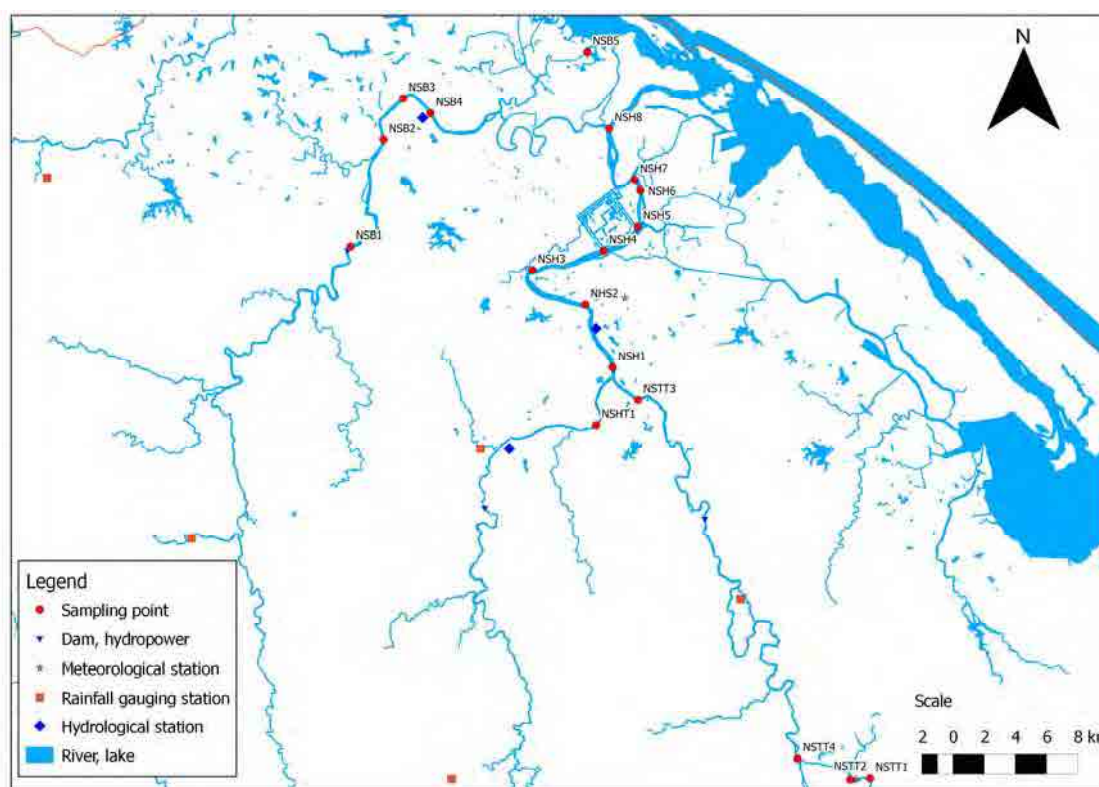 NSB5
N
NSB3
NSB4
NSB2
NSH8
NSH7
NSH6
NSH5
NSB1
NSH4
NSH3
NHS2
NSH1
NSTT3
NSHT1
Legend
Sampling point
Dam, hydropower
Meteorological station
Rainfall gauging station
Hydrological station
River, lake
Scale
2 0 2 4 6 8 km
NSTT4
NSTT2 NSTT1